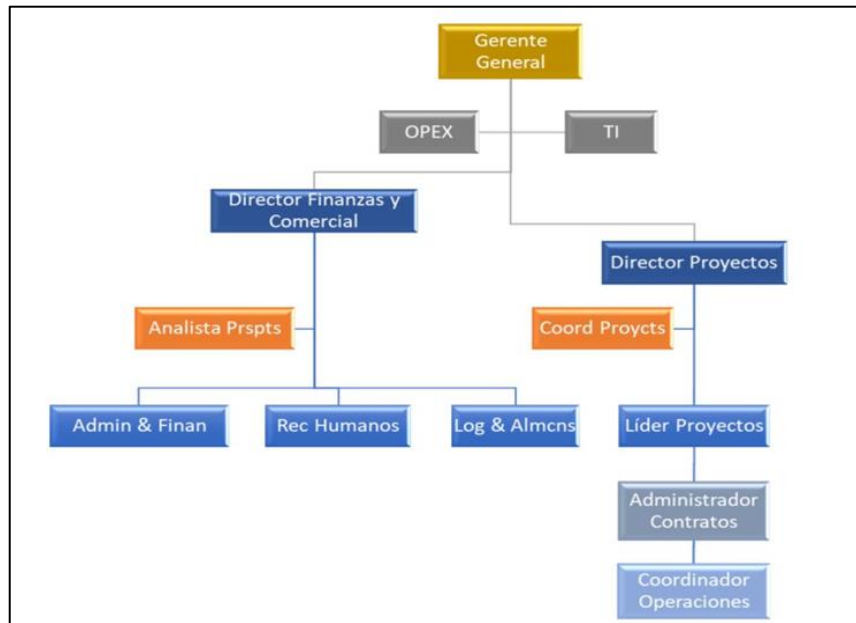 Gerente
General
OPEX
TI
Director Finanzas y
Comercial
Director Proyectos
Analista Prspts
Coord Proycts
Admin & Finan
Rec Humanos
Log & Almcns
Líder Proyectos
Administrador
Contratos
Coordinador
Operaciones